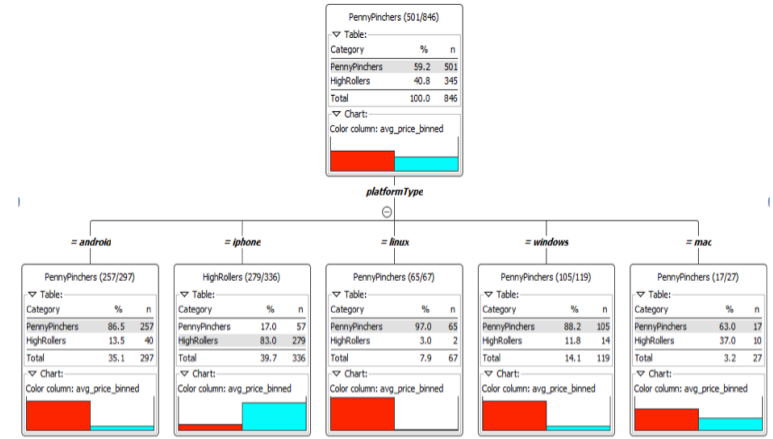 PennyPinchers (501/846)
▽ Table:
Category % n
PennyPinchers 59.2 501
HighRollers 40.8 345
Total 100.0 846
▽ Chart:
Color column: avg_price_binned
platformType
= android
= iphone
= linux
= windows
= mac
PennyPinchers (257/297)
▽ Table:
Category % n
PennyPinchers 86.5 257
HighRollers 13.5 40
Total 35.1 297
▽ Chart:
Color column: avg_price_binned
HighRollers (279/336)
▽ Table:
Category % n
PennyPinchers 17.0 57
HighRollers 83.0 279
Total 39.7 336
▽ Chart:
Color column: avg_price_binned
PennyPinchers (65/67)
▽ Table:
Category % n
PennyPinchers 97.0 65
HighRollers 3.0 2
Total 7.9 67
▽ Chart:
Color column: avg_price_binned
PennyPinchers (105/119)
▽ Table:
Category % n
PennyPinchers 88.2 105
HighRollers 11.8 14
Total 14.1 119
▽ Chart:
Color column: avg_price_binned
PennyPinchers (17/27)
▽ Table:
Category % n
PennyPinchers 63.0 17
HighRollers 37.0 10
Total 3.2 27
▽ Chart:
Color column: avg_price_binned